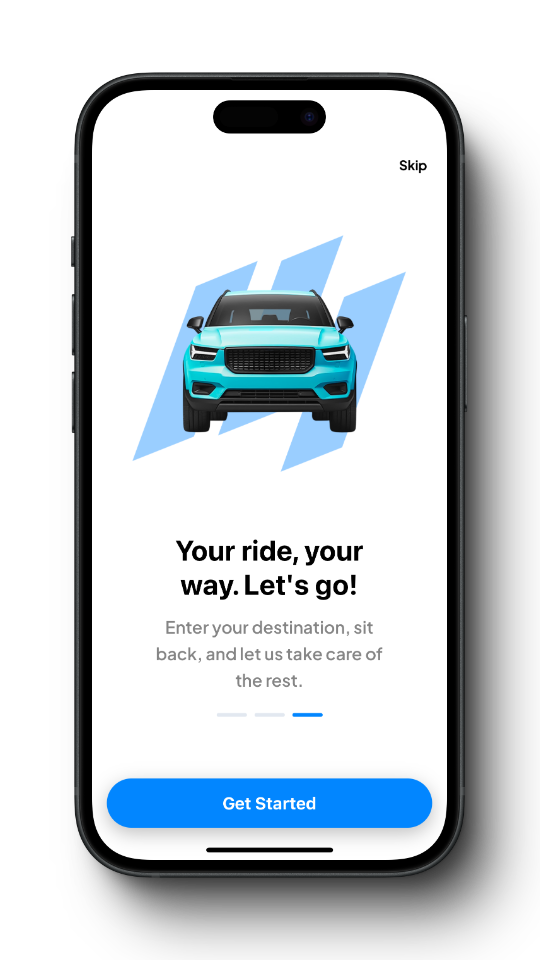 Skip
Your ride, your
way. Let's go!
Enter your destination, sit
back, and let us take care of
the rest.
Get Started